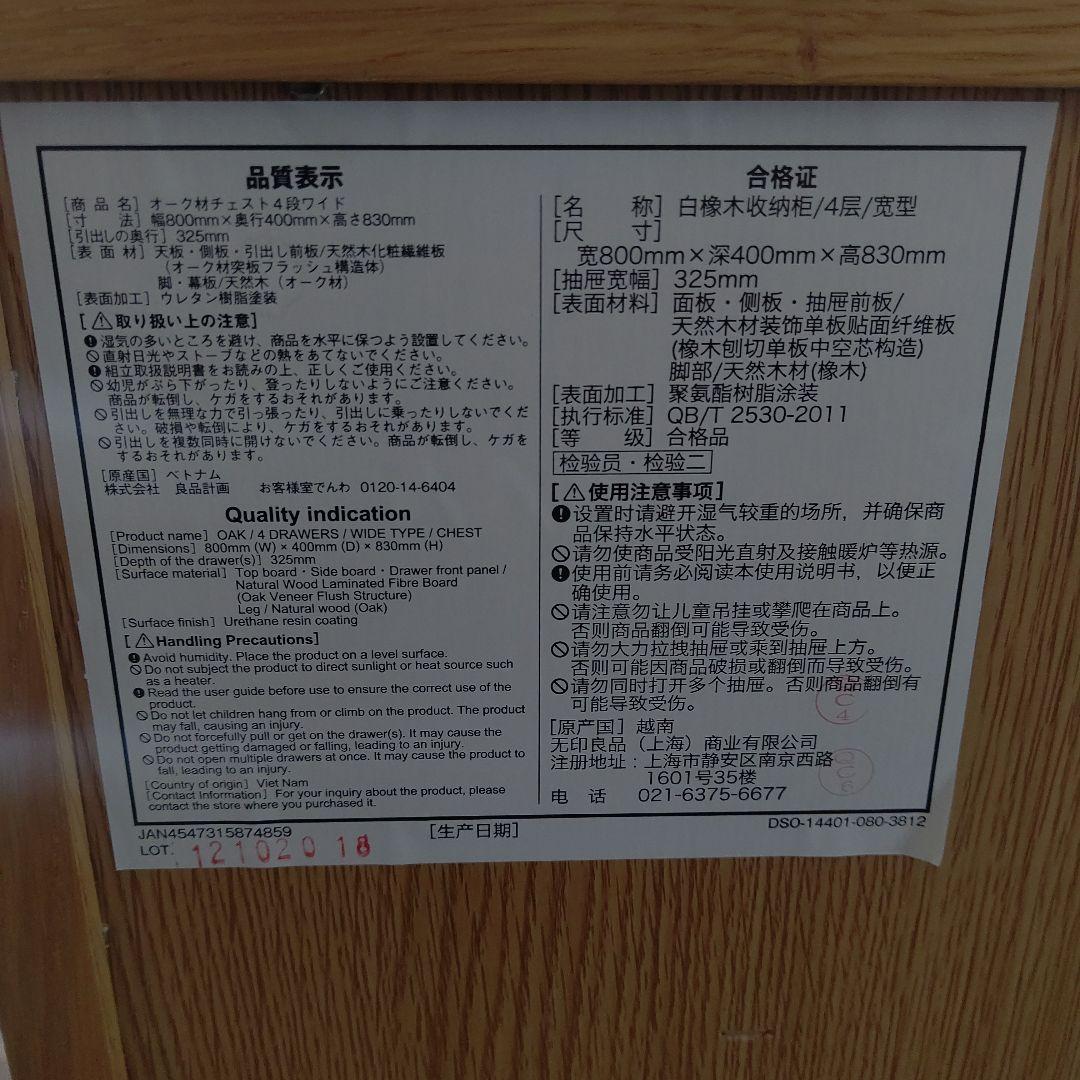 品質表示
[商品名] オーク材チェスト4段ワイド
[寸法] 幅800mm×奥行400mm×高さ830mm
[引出しの奥行] 325mm
[表面材] 天板・側板・引出し前板/天然木化粧繊維板
(オーク材突板フラッシュ構造体)
脚・幕板/天然木(オーク材)
[表面加工] ウレタン樹脂塗装
[⚠取り扱い上の注意]
湿気の多いところを避け、商品を水平に保つよう設置してください。
直射日光やストーブなどの熱をあてないでください。
組立取扱説明書をお読みの上、正しくご使用ください。
幼児がぶら下がったり、登ったりしないようにご注意ください。
商品が転倒し、ケガをするおそれがあります。
引出しを無理な力で引っ張ったり、引出しに乗ったりしないでくだ
さい。破損や転倒により、ケガをするおそれがあります。
引出しを複数同時に開けないでください。商品が転倒し、ケガを
するおそれがあります。
[原産国] ベトナム
株式会社 良品計画 お客様室でんわ 0120-14-6404
Quality indication
[Product name] OAK / 4 DRAWERS / WIDE TYPE / CHEST
[Dimensions] 800mm (W) × 400mm (D) × 830mm (H)
[Depth of the drawer(s)] 325mm
[Surface material] Top board・Side board・Drawer front panel /
Natural Wood Laminated Fibre Board
(Oak Veneer Flush Structure)
Leg / Natural wood (Oak)
[Surface finish] Urethane resin coating
[⚠Handling Precautions]
Avoid humidity. Place the product on a level surface.
Do not subject the product to direct sunlight or heat source such
as a heater.
Read the user guide before use to ensure the correct use of the
product.
Do not let children hang from or climb on the product. The product
may fall, causing an injury.
Do not forcefully pull or get on the drawer(s). It may cause the
product getting damaged or falling, leading to an injury.
Do not open multiple drawers at once. It may cause the product to
fall, leading to an injury.
[Country of origin] Viet Nam
[Contact Information] For your inquiry about the product, please
contact the store where you purchased it.
合格证
[名称] 白橡木收纳柜/4层/宽型
[尺寸]
宽800mm×深400mm×高830mm
[抽屉宽幅] 325mm
[表面材料] 面板・侧板・抽屉前板/
天然木材装饰单板贴面纤维板
(橡木刨切单板中空芯构造)
脚部/天然木材(橡木)
[表面加工] 聚氨酯树脂涂装
[执行标准] QB/T 2530-2011
[等级] 合格品
检验员・检验二
[⚠使用注意事项]
设置时请避开湿气较重的场所，并确保商
品保持水平状态。
请勿使商品受阳光直射及接触暖炉等热源。
使用前请务必阅读本使用说明书，以便正
确使用。
请注意勿让儿童吊挂或攀爬在商品上。
否则商品翻倒可能导致受伤。
请勿大力拉拽抽屉或乘到抽屉上方。
否则可能因商品破损或翻倒而导致受伤。
请勿同时打开多个抽屉。否则商品翻倒有
可能导致受伤。
[原产国] 越南
无印良品（上海）商业有限公司
注册地址：上海市静安区南京西路
1601号35楼
电话 021-6375-6677
JAN4547315874859
[生产日期]
DSO-14401-080-3812
LOT. 121020 18